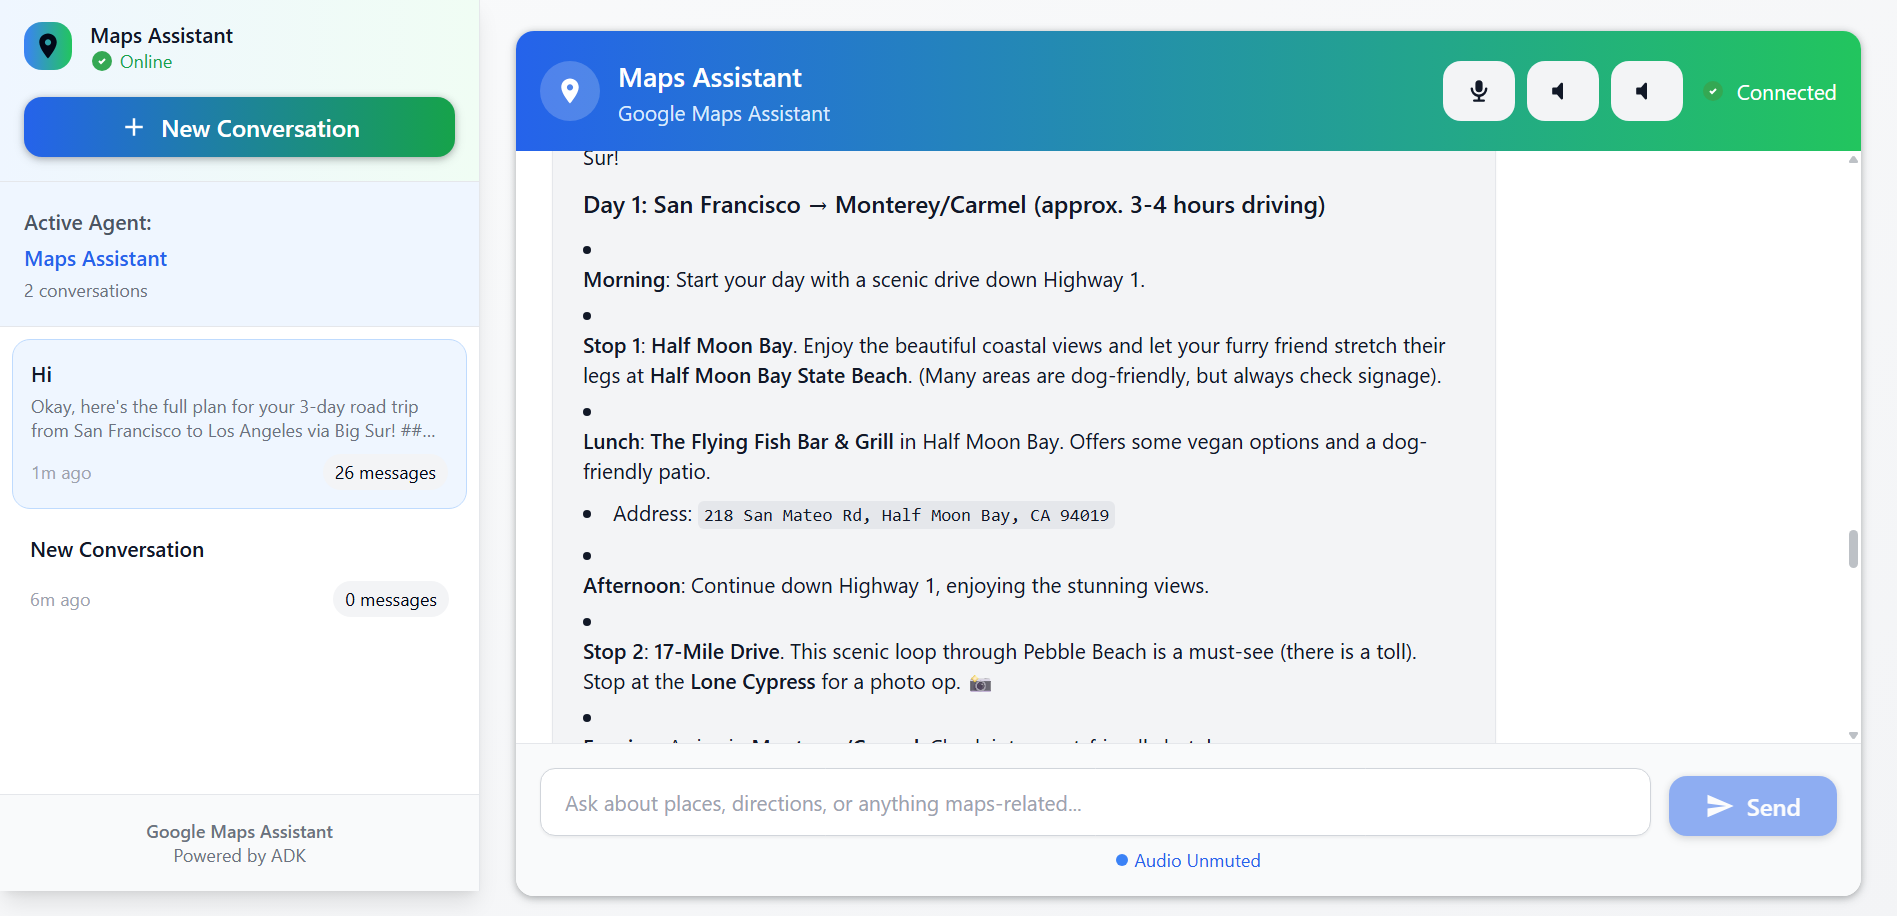 Maps Assistant
Online
New Conversation
Active Agent:
Maps Assistant
2 conversations
Hi
Okay, here's the full plan for your 3-day road trip
from San Francisco to Los Angeles via Big Sur! ##...
1m ago
26 messages
New Conversation
6m ago
0 messages
Google Maps Assistant
Powered by ADK
Maps Assistant
Google Maps Assistant
Connected
Sur!
Day 1: San Francisco → Monterey/Carmel (approx. 3-4 hours driving)
Morning: Start your day with a scenic drive down Highway 1.
Stop 1: Half Moon Bay. Enjoy the beautiful coastal views and let your furry friend stretch their
legs at Half Moon Bay State Beach. (Many areas are dog-friendly, but always check signage).
Lunch: The Flying Fish Bar & Grill in Half Moon Bay. Offers some vegan options and a dog-
friendly patio.
Address: 218 San Mateo Rd, Half Moon Bay, CA 94019
Afternoon: Continue down Highway 1, enjoying the stunning views.
Stop 2: 17-Mile Drive. This scenic loop through Pebble Beach is a must-see (there is a toll).
Stop at the Lone Cypress for a photo op. 📸
Ask about places, directions, or anything maps-related...
Send
Audio Unmuted